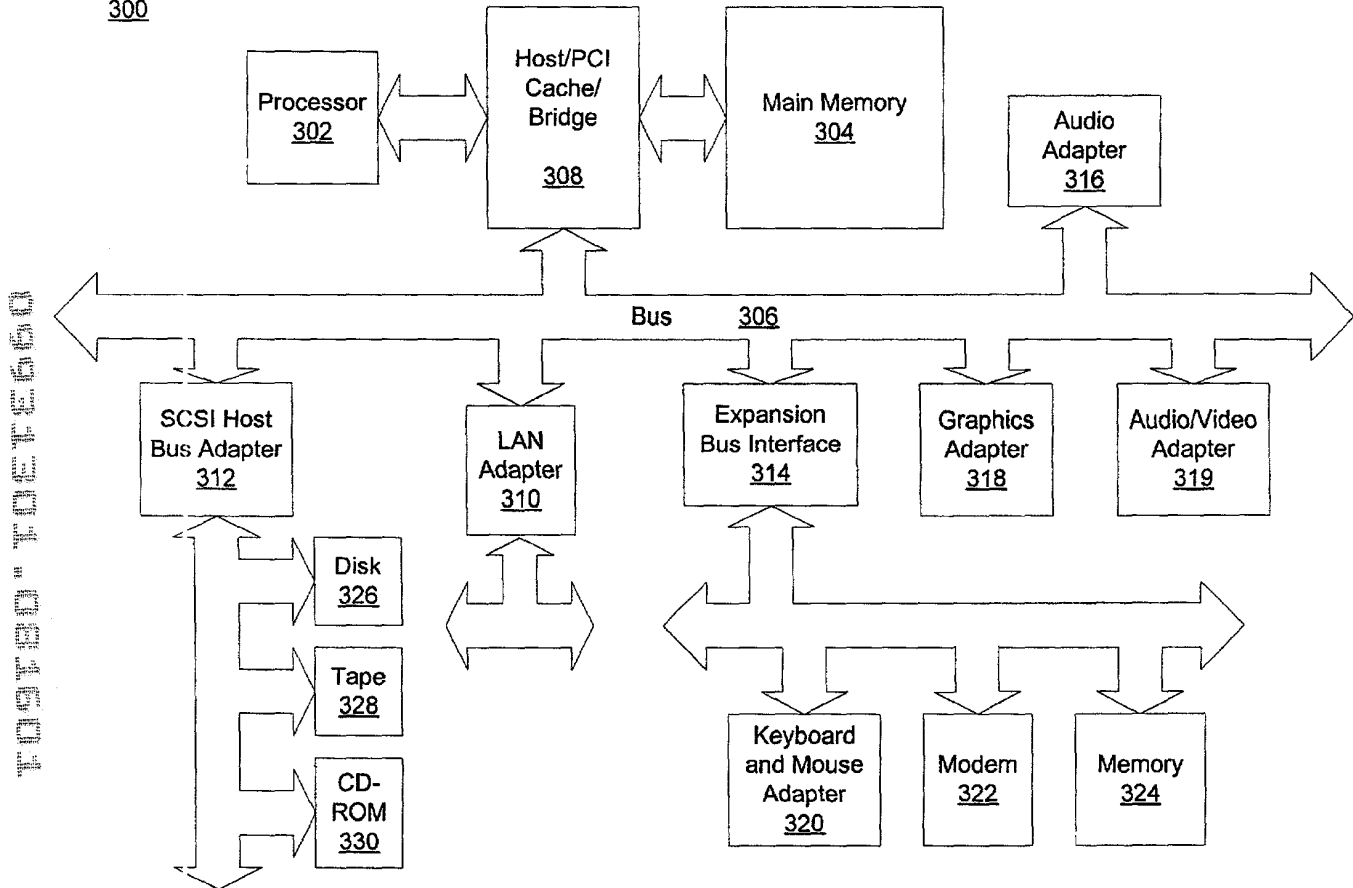 300
Processor
302
Host/PCI
Cache/
Bridge
308
Main Memory
304
Audio
Adapter
316
Bus 306
SCSI Host
Bus Adapter
312
LAN
Adapter
310
Expansion
Bus Interface
314
Graphics
Adapter
318
Audio/Video
Adapter
319
Disk
326
Tape
328
CD-
ROM
330
Keyboard
and Mouse
Adapter
320
Modem
322
Memory
324